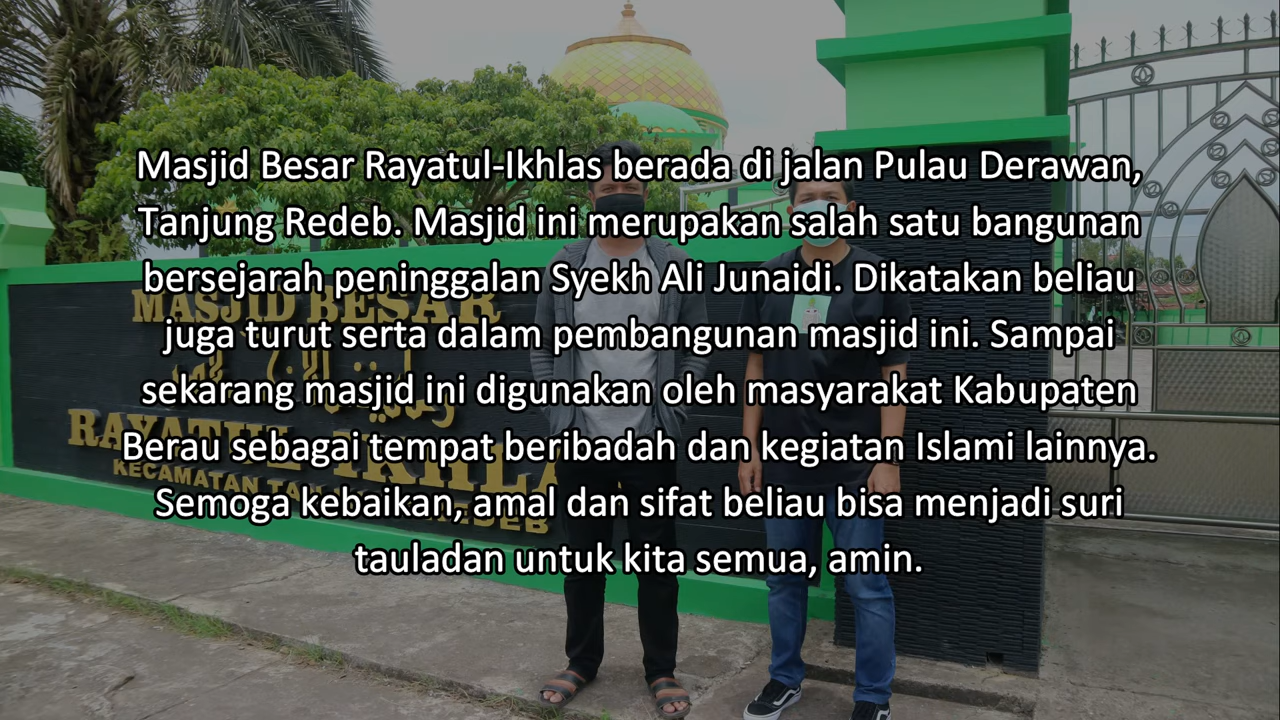 Masjid Besar Rayatul-Ikhlas berada di jalan Pulau Derawan,
Tanjung Redeb. Masjid ini merupakan salah satu bangunan
bersejarah peninggalan Syekh Ali Junaidi. Dikatakan beliau
juga turut serta dalam pembangunan masjid ini. Sampai
sekarang masjid ini digunakan oleh masyarakat Kabupaten
Berau sebagai tempat beribadah dan kegiatan Islami lainnya.
Semoga kebaikan, amal dan sifat beliau bisa menjadi suri
tauladan untuk kita semua, amin.
MASJID BESAR
RAYATUL
KECAMATAN